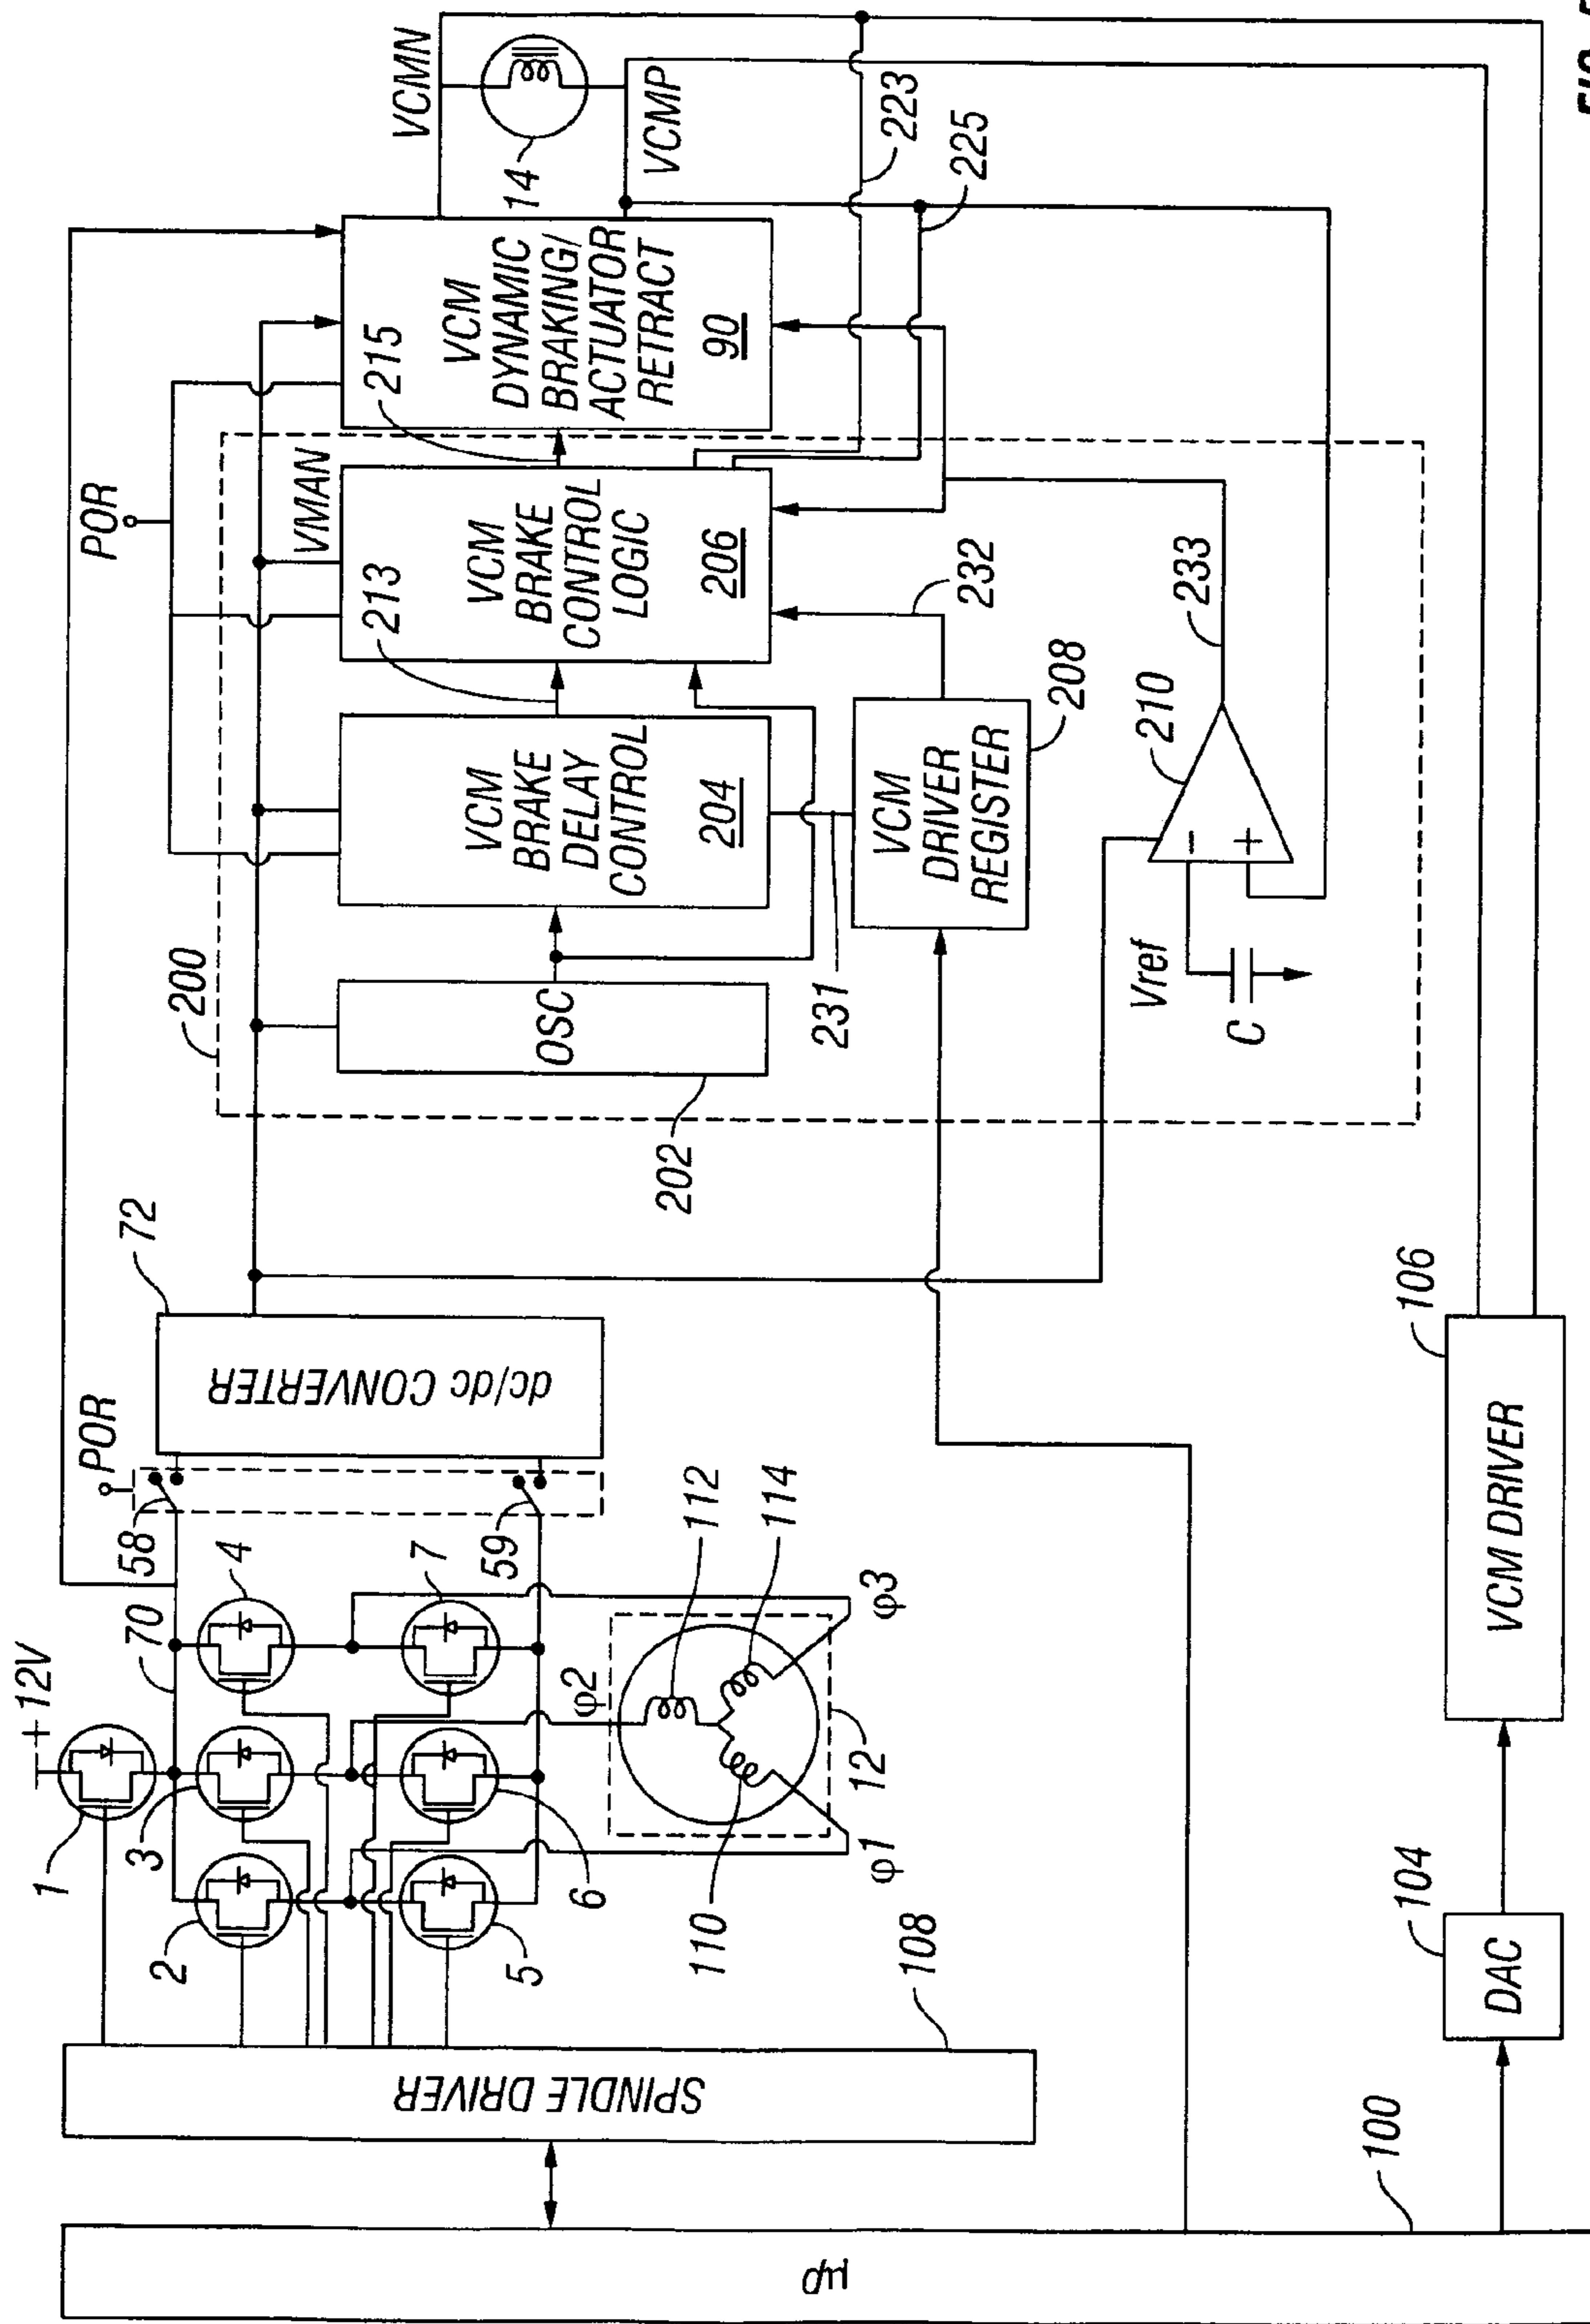 +12V
1
70
3
4
2
58
POR
72
7
59
6
5
φ2
112
114
φ3
12
110
φ1
108
SPINDLE DRIVER
μp
100
dc/dc CONVERTER
200
202
OSC
POR
VMAN
213
215
VCM
BRAKE
DELAY
CONTROL
204
VCM
BRAKE
CONTROL
LOGIC
206
VCM
DYNAMIC
BRAKING/
ACTUATOR
RETRACT
90
VCMN
14
VCMP
223
225
231
232
VCM
DRIVER
REGISTER
208
Vref
C
−
+
210
233
104
DAC
106
VCM DRIVER